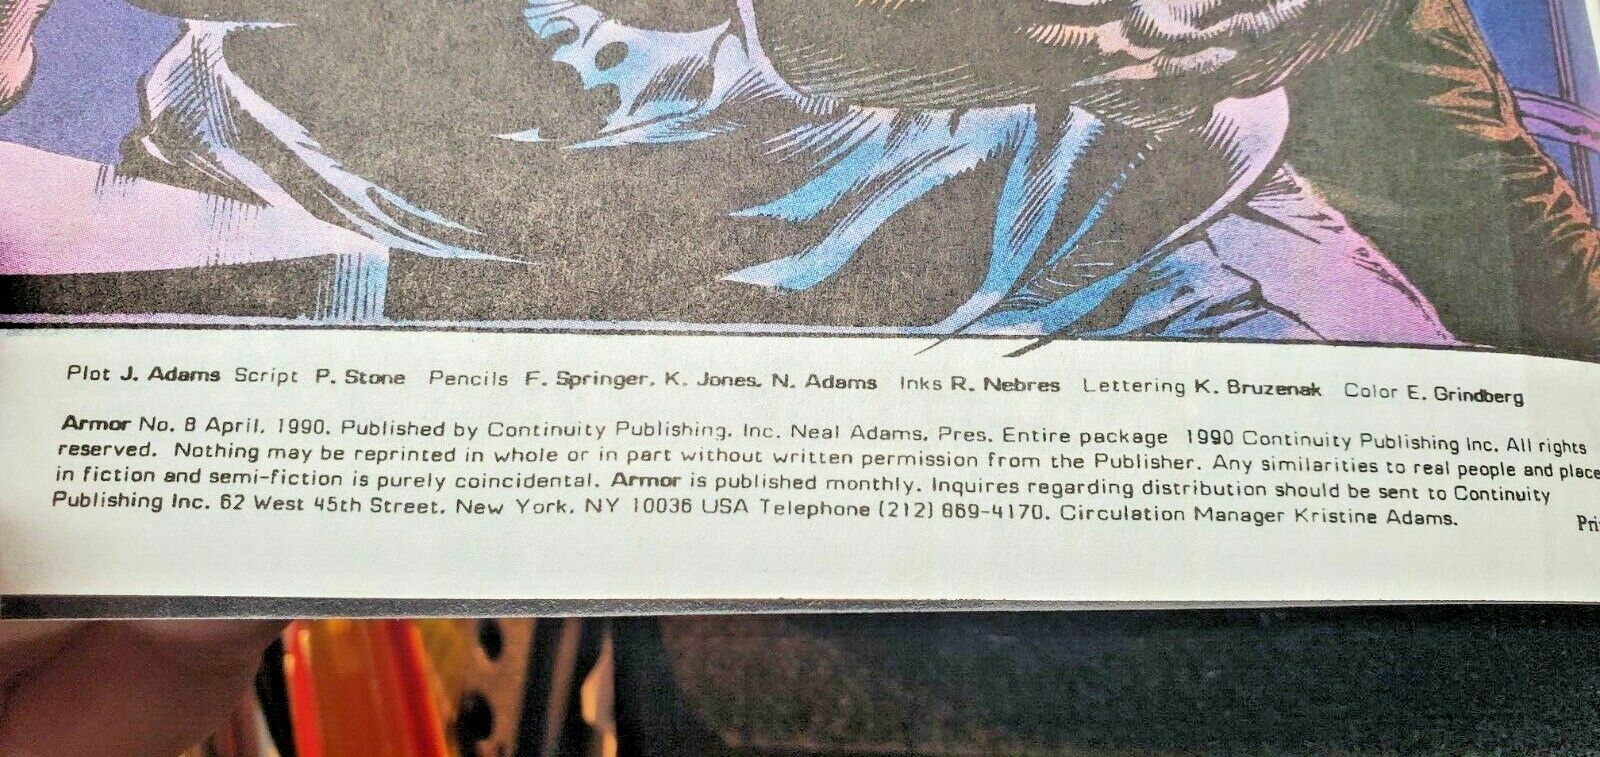 Plot J. Adams Script P. Stone Pencils F. Springer, K. Jones, N. Adams Inks R. Nebres Lettering K. Bruzenak Color E. Grindberg
Armor No. 8 April, 1990. Published by Continuity Publishing, Inc. Neal Adams, Pres. Entire package 1990 Continuity Publishing Inc. All rights
reserved. Nothing may be reprinted in whole or in part without written permission from the Publisher. Any similarities to real people and place
in fiction and semi-fiction is purely coincidental. Armor is published monthly. Inquires regarding distribution should be sent to Continuity
Publishing Inc. 62 West 45th Street, New York, NY 10036 USA Telephone (212) 869-4170. Circulation Manager Kristine Adams.